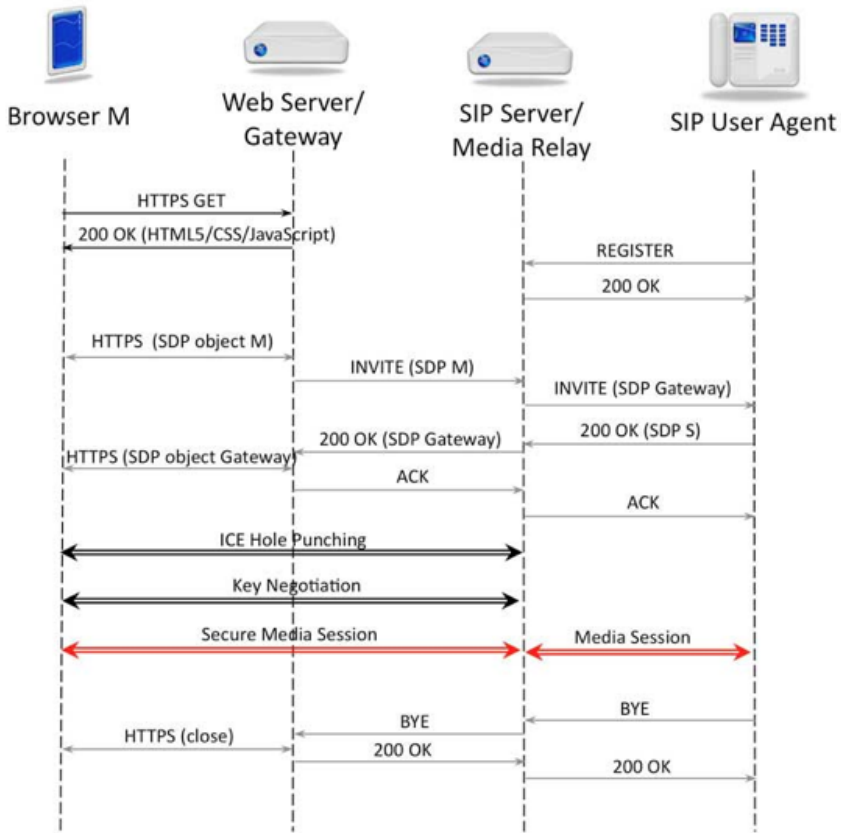 Browser M
Web Server/
Gateway
SIP Server/
Media Relay
SIP User Agent
HTTPS GET
200 OK (HTML5/CSS/JavaScript)
REGISTER
200 OK
HTTPS (SDP object M)
INVITE (SDP M)
INVITE (SDP Gateway)
200 OK (SDP S)
200 OK (SDP Gateway)
HTTPS (SDP object Gateway)
ACK
ACK
ICE Hole Punching
Key Negotiation
Secure Media Session
Media Session
BYE
BYE
HTTPS (close)
200 OK
200 OK